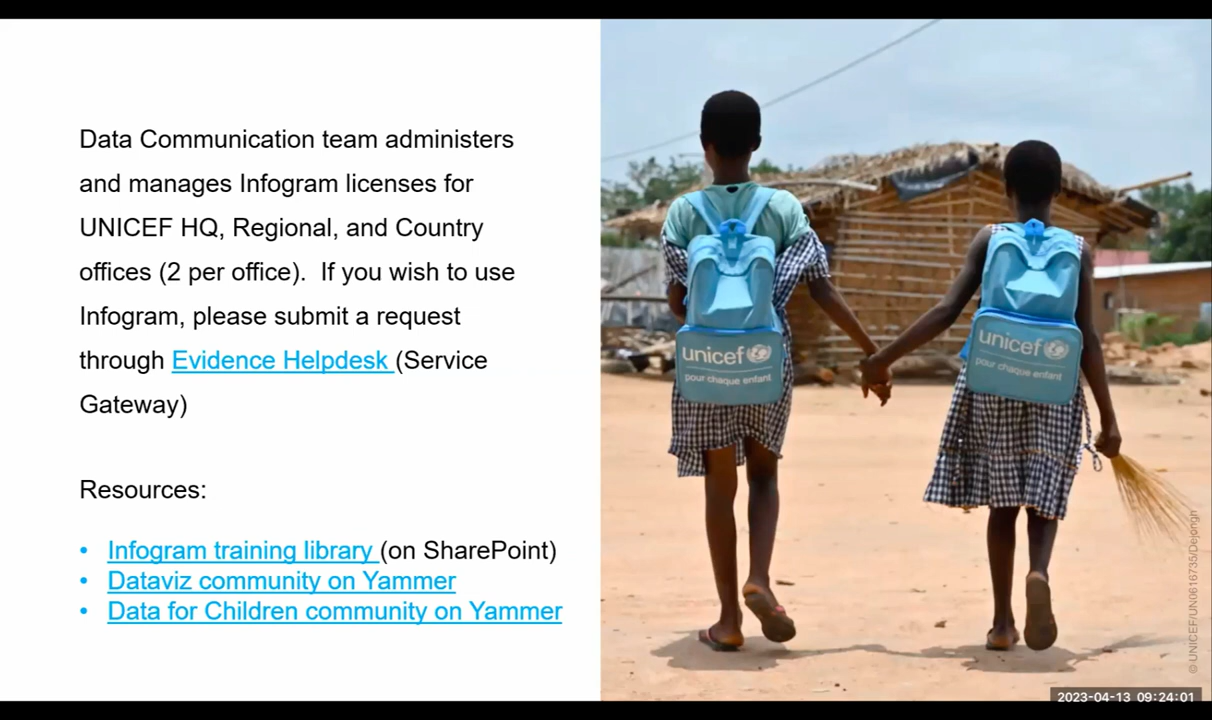 Data Communication team administers
and manages Infogram licenses for
UNICEF HQ, Regional, and Country
offices (2 per office).  If you wish to use
Infogram, please submit a request
through Evidence Helpdesk (Service
Gateway)
Resources:
• Infogram training library (on SharePoint)
• Dataviz community on Yammer
• Data for Children community on Yammer
unicef
pour chaque enfant
unicef
pour chaque enfant
© UNICEF/UN0616735/Dejongh
2023-04-13 09:24:01